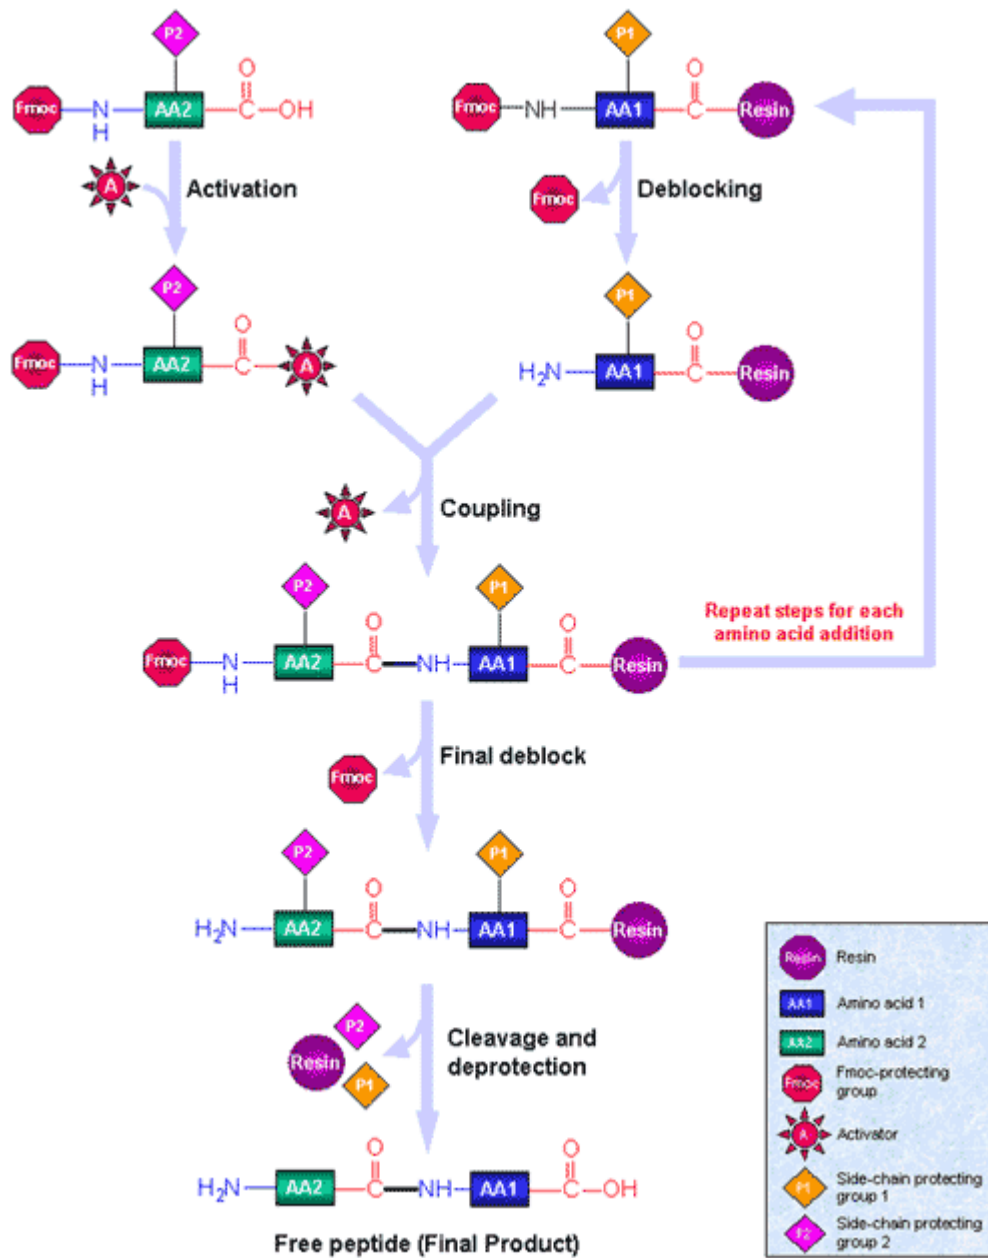 P2
P1
O
O
Fmoc
N
H
AA2
C
OH
Fmoc
NH
AA1
C
Resin
A
Activation
Fmoc
Deblocking
P2
P1
O
O
Fmoc
N
H
AA2
C
A
H2N
AA1
C
Resin
A
Coupling
P2
P1
O
O
Repeat steps for each
amino acid addition
Fmoc
N
H
AA2
C
NH
AA1
C
Resin
Final deblock
Fmoc
P2
P1
O
O
H2N
AA2
C
NH
AA1
C
Resin
P2
Resin
P1
Cleavage and
deprotection
O
O
H2N
AA2
C
NH
AA1
C
OH
Free peptide (Final Product)
Resin
Resin
AA1
Amino acid 1
AA2
Amino acid 2
Fmoc
Fmoc-protecting
group
A
Activator
P1
Side-chain protecting
group 1
P2
Side-chain protecting
group 2